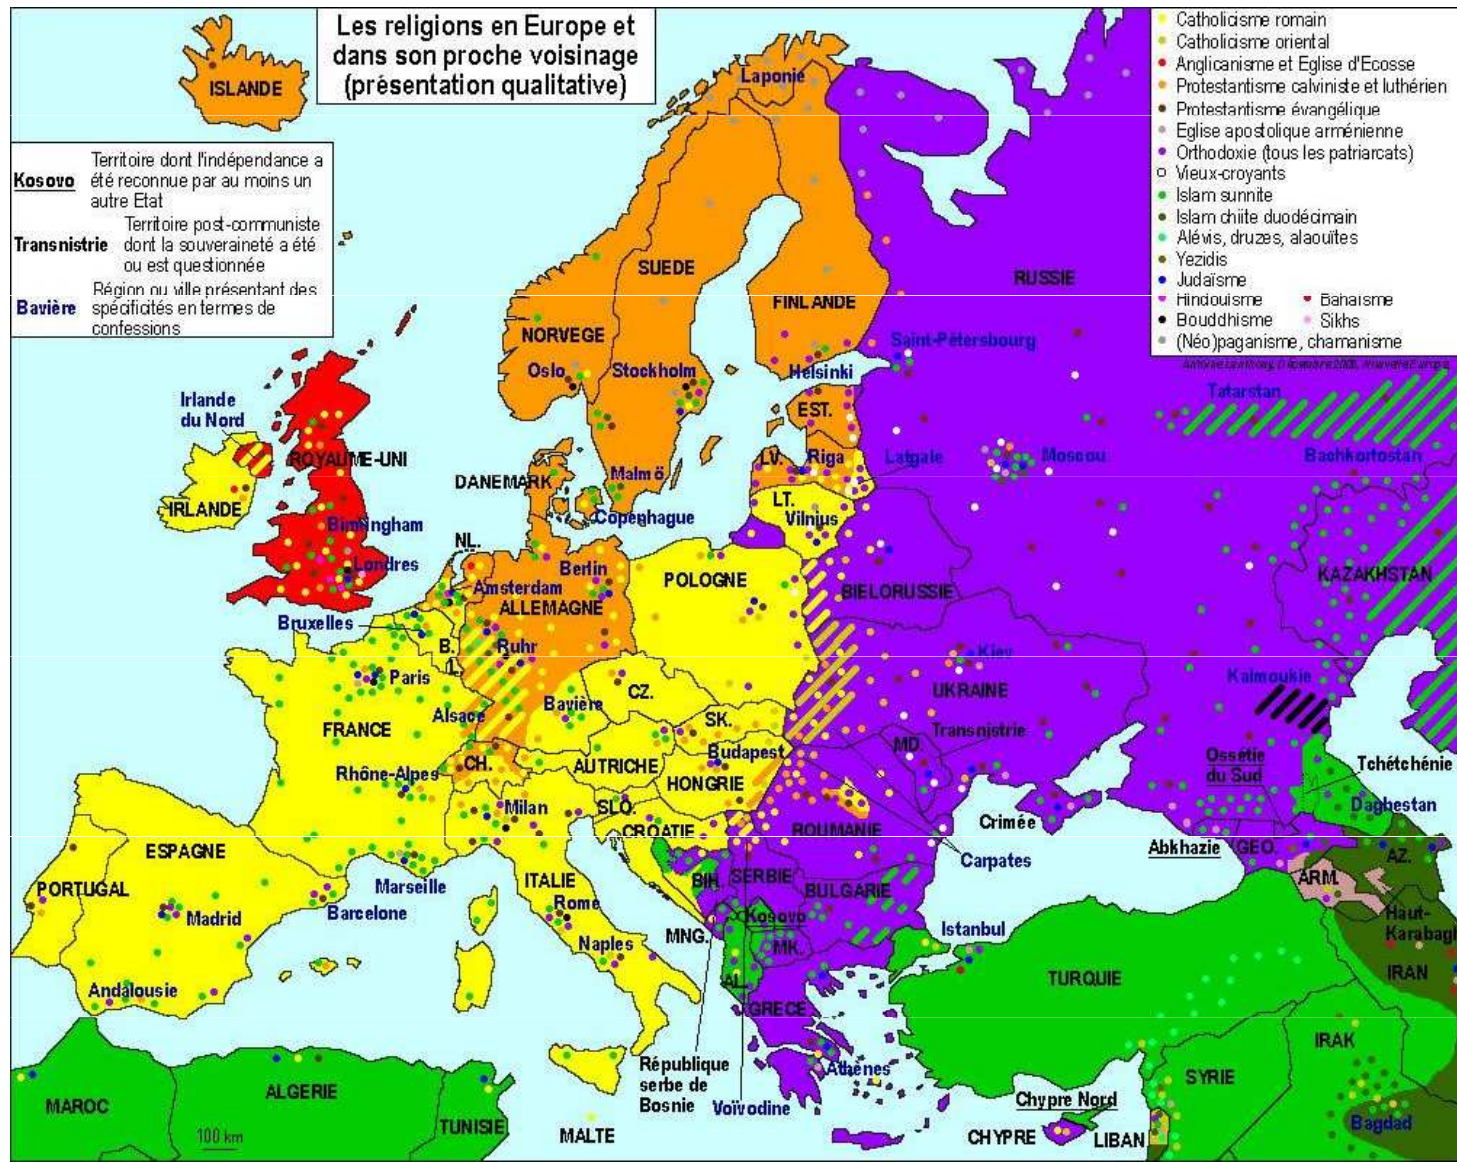 Les religions en Europe et
dans son proche voisinage
(présentation qualitative)
Catholicisme romain
Catholicisme oriental
Anglicanisme et Eglise d'Ecosse
Protestantisme calviniste et luthérien
Protestantisme évangélique
Eglise apostolique arménienne
Orthodoxie (tous les patriarcats)
Vieux-croyants
Islam sunnite
Islam chiite duodécimain
Alévis, druzes, alaouïtes
Yezidis
Judaïsme
Hindouisme
Bahaïsme
Bouddhisme
Sikhs
(Néo)paganisme, chamanisme
Kosovo
Territoire dont l'indépendance a
été reconnue par au moins un
autre Etat
Transnistrie
Territoire post-communiste
dont la souveraineté a été
ou est questionnée
Bavière
Région ou ville présentant des
spécificités en termes de
confessions
ISLANDE
Laponie
SUEDE
FINLANDE
NORVEGE
RUSSIE
Oslo
Stockholm
Helsinki
Saint-Pétersbourg
Tatarstan
Irlande
du Nord
EST.
ROYAUME-UNI
LV.
Riga
Latgale
Moscou
Bachkortostan
DANEMARK
Malmö
IRLANDE
LT.
Vilnius
Copenhague
Birmingham
NL.
Londres
Berlin
POLOGNE
KAZAKHSTAN
Amsterdam
BIELORUSSIE
ALLEMAGNE
Bruxelles
B.
Ruhr
Kiev
L.
Paris
Kalmoukie
CZ.
UKRAINE
Bavière
Alsace
SK.
FRANCE
Transnistrie
MD.
Budapest
Ossétie
du Sud
CH.
AUTRICHE
Tchétchénie
Rhône-Alpes
HONGRIE
Milan
SLO.
Daghestan
Crimée
CROATIE
ROUMANIE
ESPAGNE
Abkhazie
GEO.
Carpates
AZ.
PORTUGAL
Marseille
ITALIE
BIH.
SERBIE
BULGARIE
ARM.
Madrid
Barcelone
Rome
Kosovo
Haut-
Karabagh
MNG.
Istanbul
Naples
MK.
AL.
TURQUIE
IRAN
Andalousie
GRECE
IRAK
République
serbe de
Bosnie
Athènes
SYRIE
ALGERIE
Chypre Nord
MAROC
Voïvodine
TUNISIE
Bagdad
100 km
MALTE
CHYPRE
LIBAN